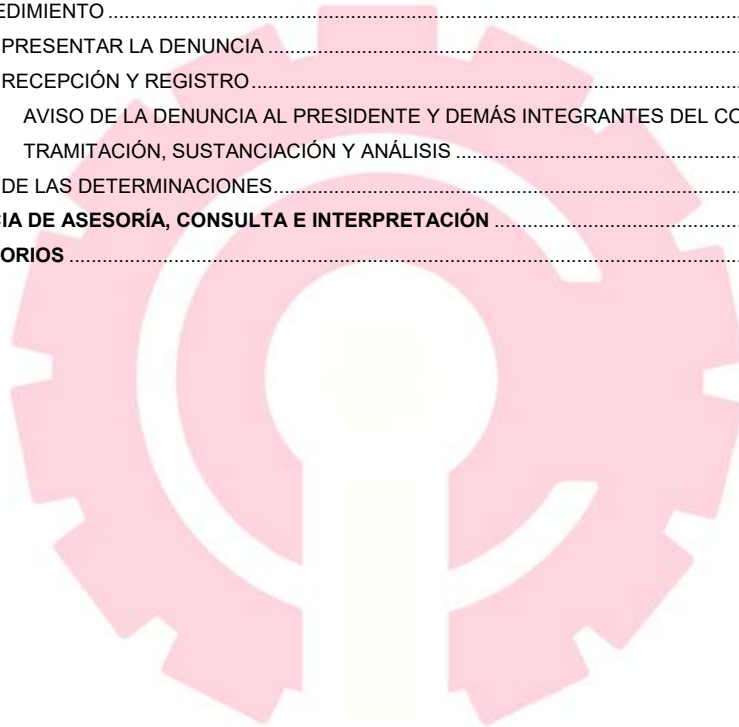 EDIMIENTO ................................................................
PRESENTAR LA DENUNCIA ................................................................
RECEPCIÓN Y REGISTRO ................................................................
AVISO DE LA DENUNCIA AL PRESIDENTE Y DEMÁS INTEGRANTES DEL CO
TRAMITACIÓN, SUSTANCIACIÓN Y ANÁLISIS ................................................................
DE LAS DETERMINACIONES ................................................................
CIA DE ASESORÍA, CONSULTA E INTERPRETACIÓN ................................................................
ORIOS ................................................................